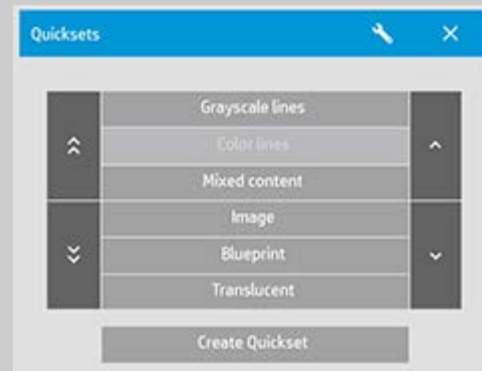 Quicksets
Grayscale lines
Color lines
Mixed content
Image
Blueprint
Translucent
Create Quickset